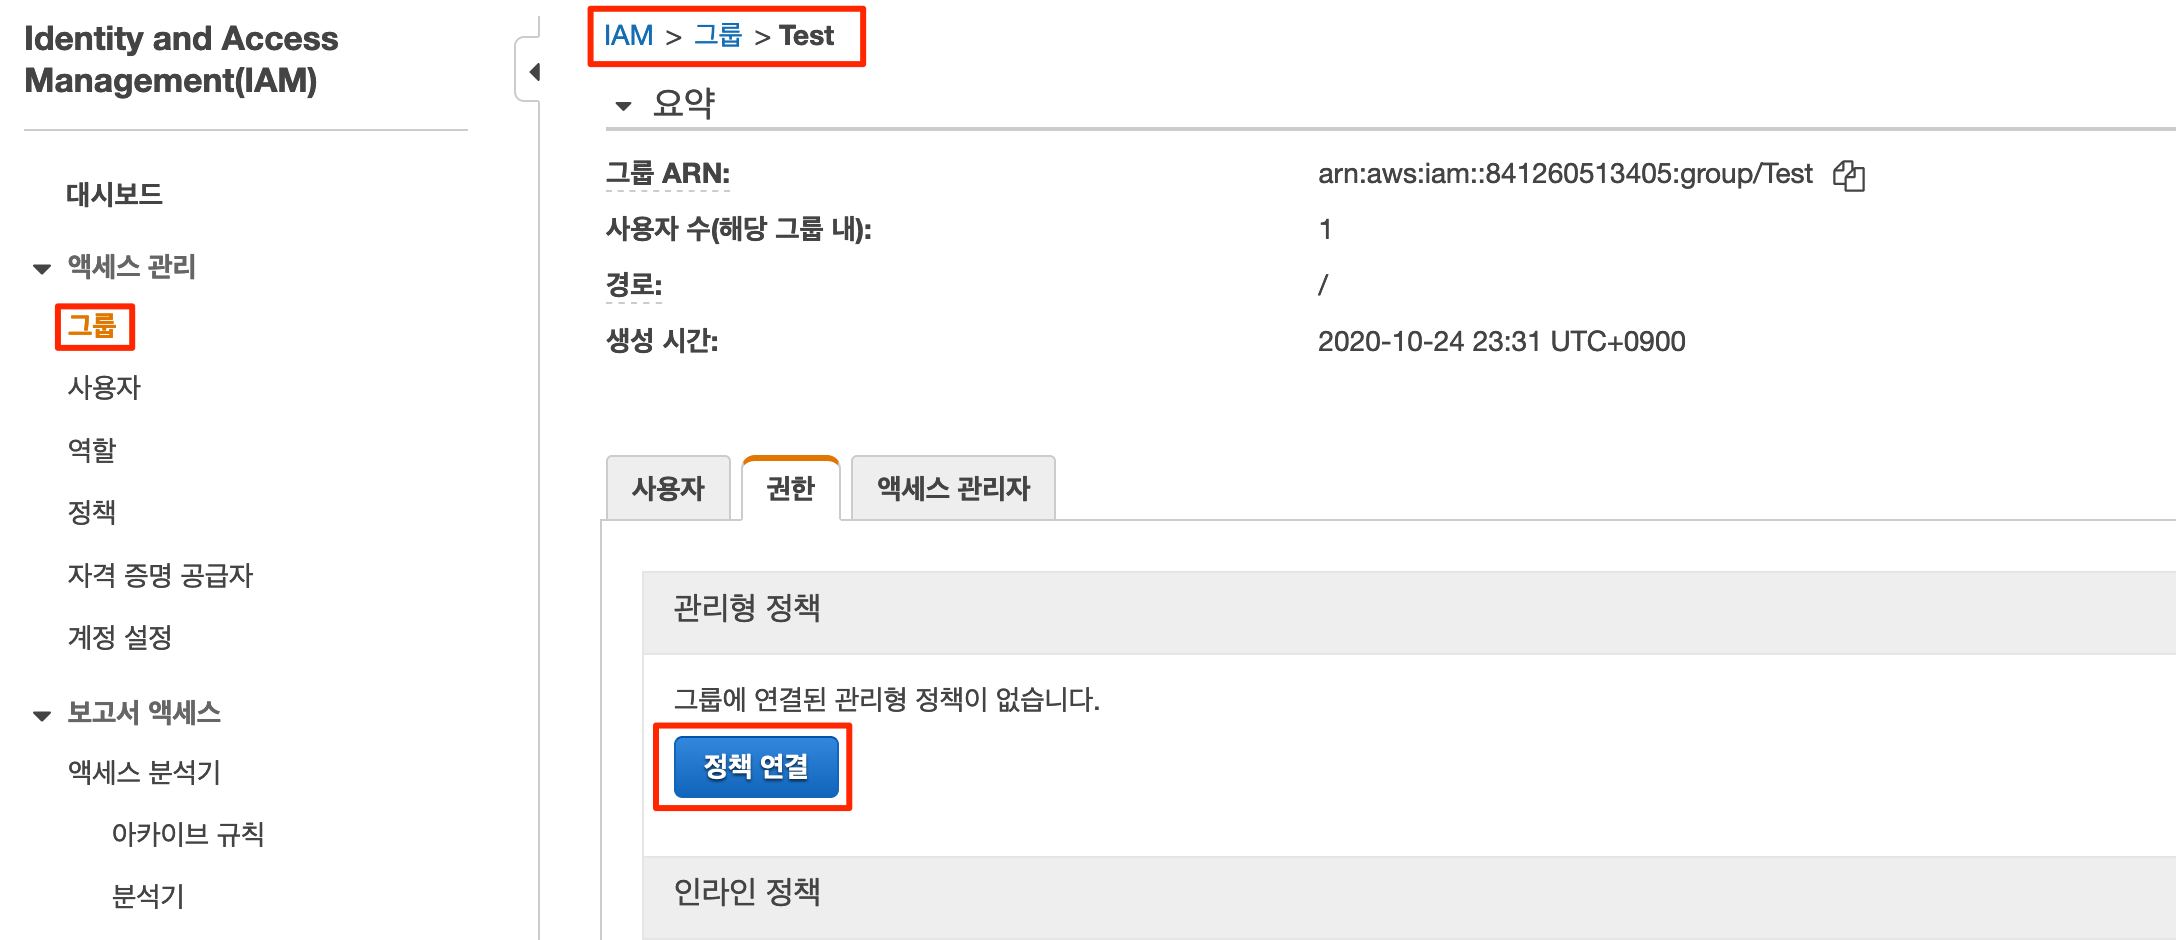 Identity and Access
Management(IAM)
대시보드
액세스 관리
그룹
사용자
역할
정책
자격 증명 공급자
계정 설정
보고서 액세스
액세스 분석기
아카이브 규칙
분석기
IAM > 그룹 > Test
요약
그룹 ARN: arn:aws:iam::841260513405:group/Test
사용자 수(해당 그룹 내): 1
경로: /
생성 시간: 2020-10-24 23:31 UTC+0900
사용자 권한 액세스 관리자
관리형 정책
그룹에 연결된 관리형 정책이 없습니다.
정책 연결
인라인 정책